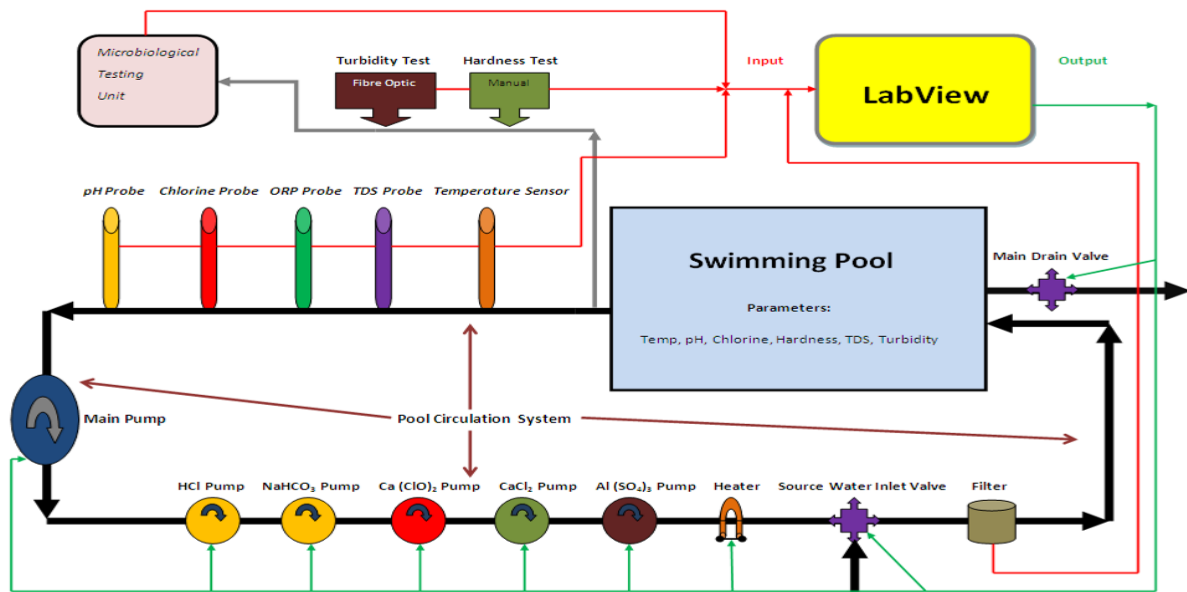 Microbiological
Testing
Unit
Turbidity Test
Fibre Optic
Hardness Test
Manual
Input
LabView
Output
pH Probe
Chlorine Probe
ORP Probe
TDS Probe
Temperature Sensor
Swimming Pool
Parameters:
Temp, pH, Chlorine, Hardness, TDS, Turbidity
Main Drain Valve
Main Pump
Pool Circulation System
HCl Pump
NaHCO₃ Pump
Ca (ClO)₂ Pump
CaCl₂ Pump
Al (SO₄)₃ Pump
Heater
Source Water Inlet Valve
Filter